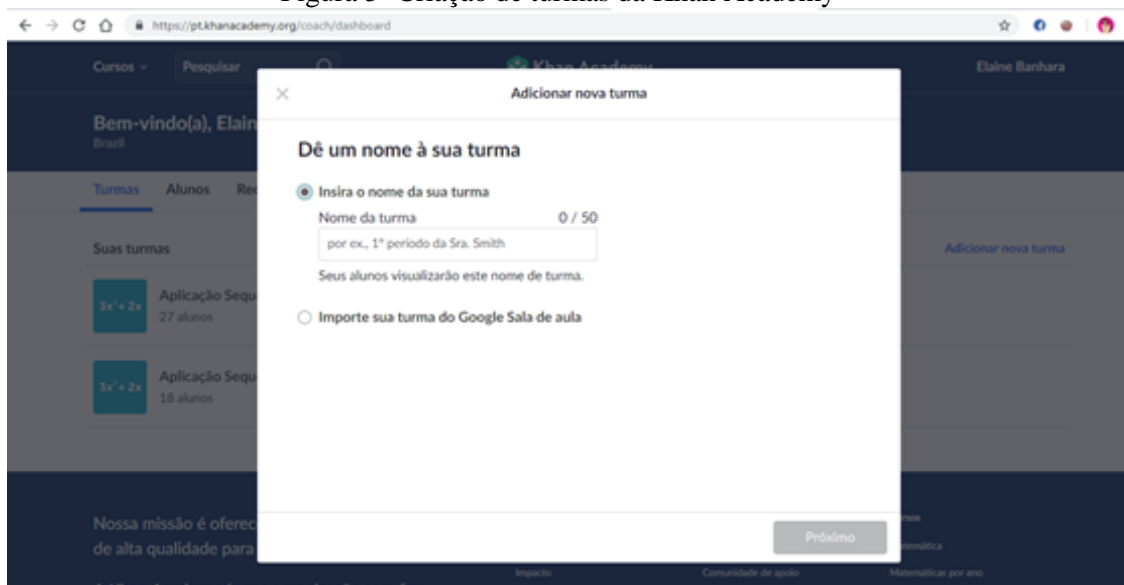 Figura 3- Criação de turmas da Khan Academy
https://pt.khanacademy.org/coach/dashboard
Cursos Pesquisar Khan Academy Elaine Banhara
Adicionar nova turma
Bem-vindo(a), Elain
Brazil
Dê um nome à sua turma
Turmas Alunos Rec
Insira o nome da sua turma
Nome da turma 0 / 50
por ex., 1º período da Sra. Smith
Suas turmas Adicionar nova turma
Seus alunos visualizarão este nome de turma.
Aplicação Sequ
27 alunos
Importe sua turma do Google Sala de aula
Aplicação Sequ
18 alunos
Nossa missão é oferec
de alta qualidade para
Próximo
Impacto Comunidade de apoio Matemáticas por ano